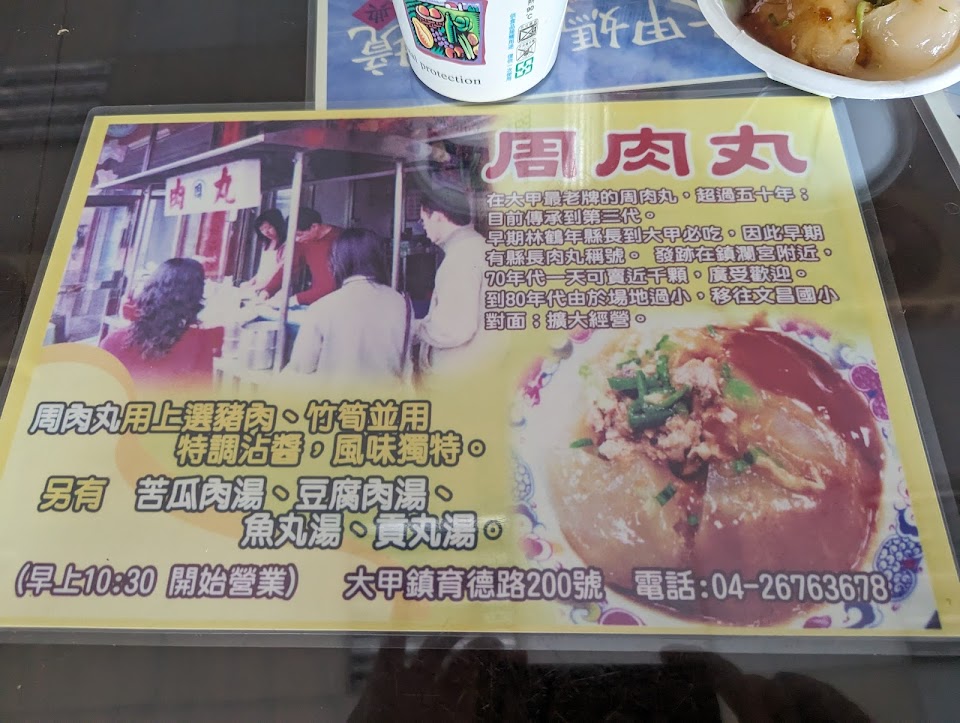 大甲媽
protection
周肉丸
肉周丸
在大甲最老牌的周肉丸，超過五十年；
目前傳承到第三代。
早期林鶴年縣長到大甲必吃，因此早期
有縣長肉丸稱號。 發跡在鎮瀾宮附近，
70年代一天可賣近千顆，廣受歡迎。
到80年代由於場地過小，移往文昌國小
對面；擴大經營。
周肉丸用上選豬肉、竹筍並用
特調沾醬，風味獨特。
另有 苦瓜肉湯、豆腐肉湯、
魚丸湯、貢丸湯。
(早上10:30 開始營業) 大甲鎮育德路200號 電話:04-26763678